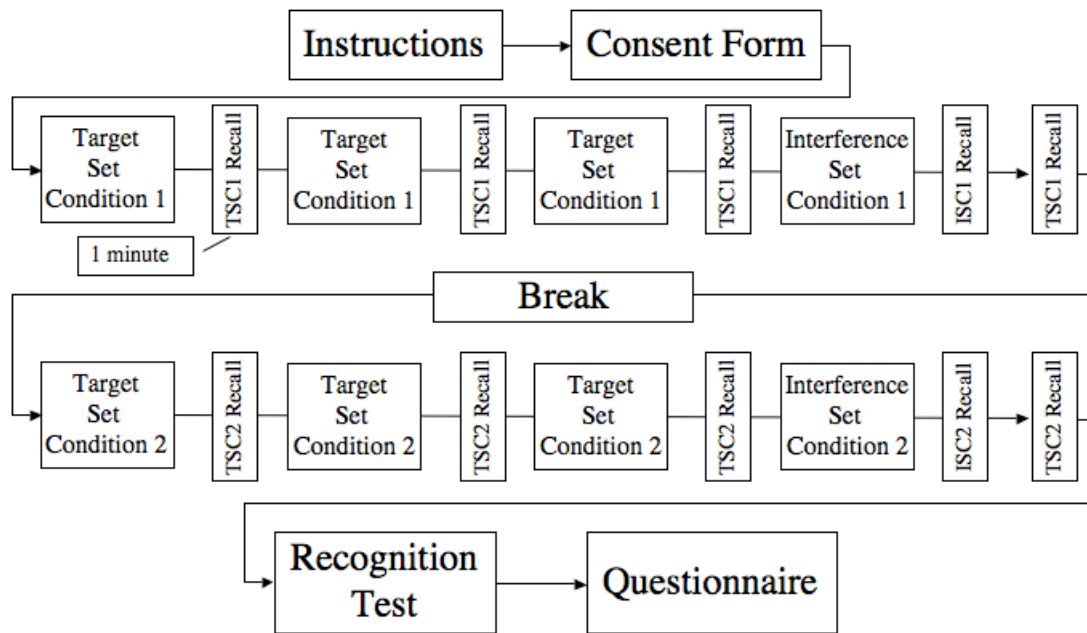 Instructions
Consent Form
Target
Set
Condition 1
TSC1 Recall
Target
Set
Condition 1
TSC1 Recall
Target
Set
Condition 1
TSC1 Recall
Interference
Set
Condition 1
ISC1 Recall
TSC1 Recall
1 minute
Break
Target
Set
Condition 2
TSC2 Recall
Target
Set
Condition 2
TSC2 Recall
Target
Set
Condition 2
TSC2 Recall
Interference
Set
Condition 2
ISC2 Recall
TSC2 Recall
Recognition
Test
Questionnaire